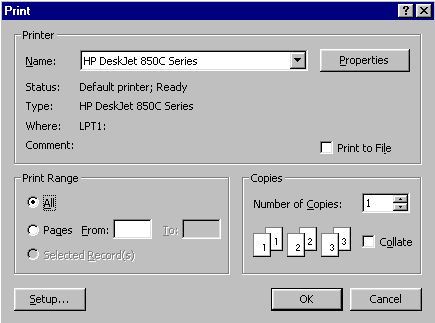 Print
Printer
Name: HP DeskJet 850C Series Properties
Status: Default printer; Ready
Type: HP DeskJet 850C Series
Where: LPT1:
Comment: Print to File
Print Range Copies
All Number of Copies: 1
Pages From: To:
1 1 2 2 3 3 Collate
Selected Record(s)
Setup... OK Cancel